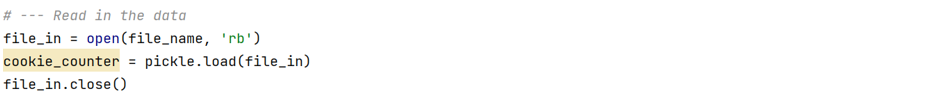 # --- Read in the data
file_in = open(file_name, 'rb')
cookie_counter = pickle.load(file_in)
file_in.close()